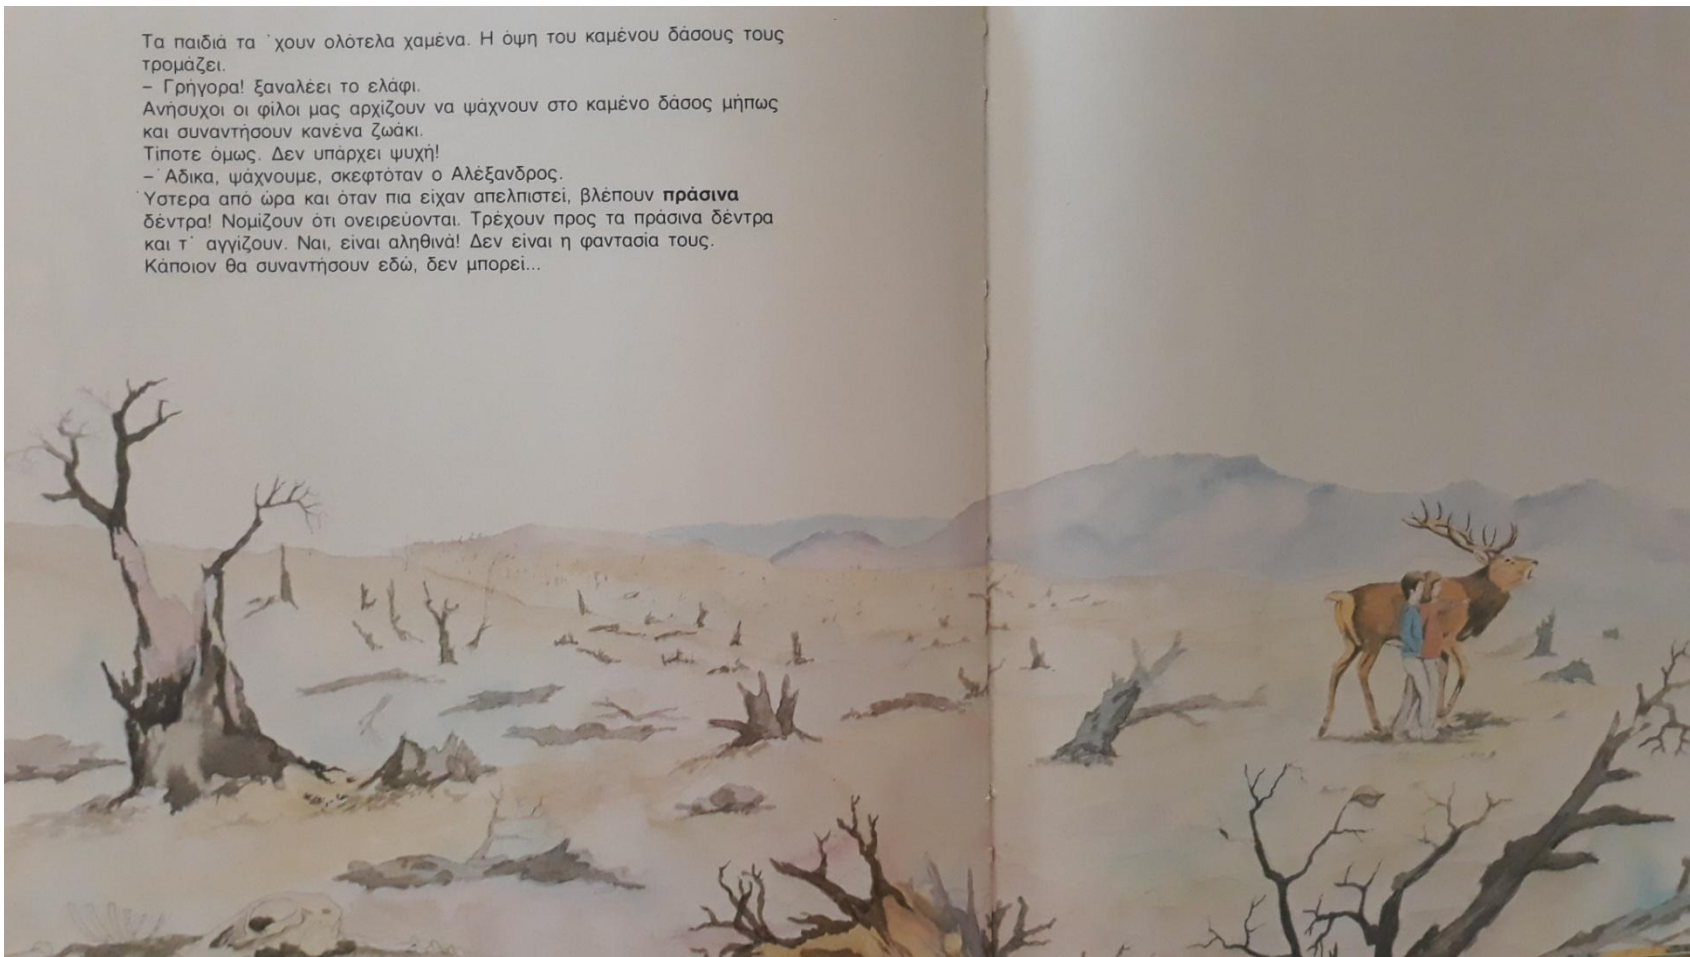 Τα παιδιά τα ΄χουν ολότελα χαμένα. Η όψη του καμένου δάσους τους
τρομάζει.
– Γρήγορα! ξαναλέει το ελάφι.
Ανήσυχοι οι φίλοι μας αρχίζουν να ψάχνουν στο καμένο δάσος μήπως
και συναντήσουν κανένα ζωάκι.
Τίποτε όμως. Δεν υπάρχει ψυχή!
– ΄Αδικα, ψάχνουμε, σκεφτόταν ο Αλέξανδρος.
΄Υστερα από ώρα και όταν πια είχαν απελπιστεί, βλέπουν πράσινα
δέντρα! Νομίζουν ότι ονειρεύονται. Τρέχουν προς τα πράσινα δέντρα
και τ΄ αγγίζουν. Ναι, είναι αληθινά! Δεν είναι η φαντασία τους.
Κάποιον θα συναντήσουν εδώ, δεν μπορεί...